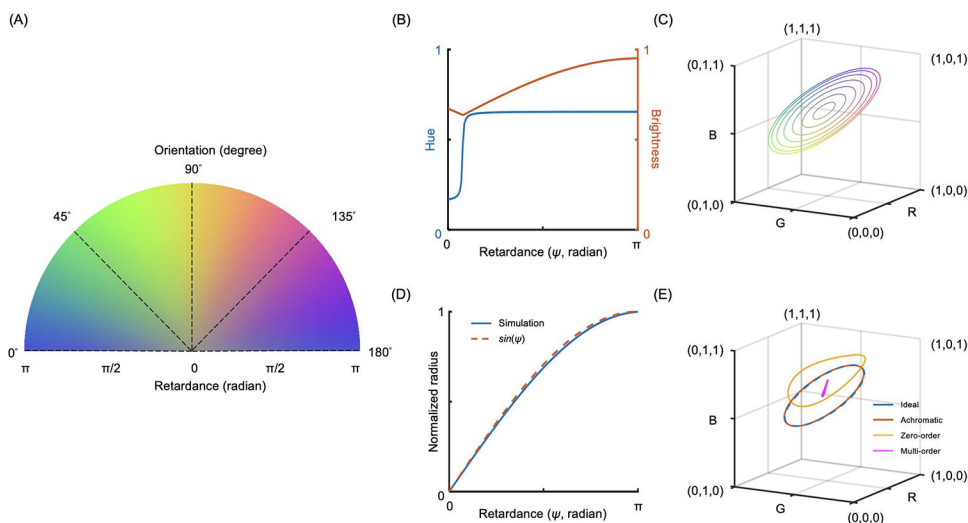 (A)
Orientation (degree)
90°
45°
135°
0°
180°
π
π/2
0
π/2
π
Retardance (radian)
(B)
1
1
Hue
Brightness
0
0
0
π
Retardance (ψ, radian)
(C)
(1,1,1)
(0,1,1)
(1,0,1)
B
(0,1,0)
(1,0,0)
G
R
(0,0,0)
(D)
1
Simulation
sin(ψ)
Normalized radius
0
0
π
Retardance (ψ, radian)
(E)
(1,1,1)
(0,1,1)
(1,0,1)
B
Ideal
Achromatic
Zero-order
Multi-order
(0,1,0)
(1,0,0)
G
R
(0,0,0)